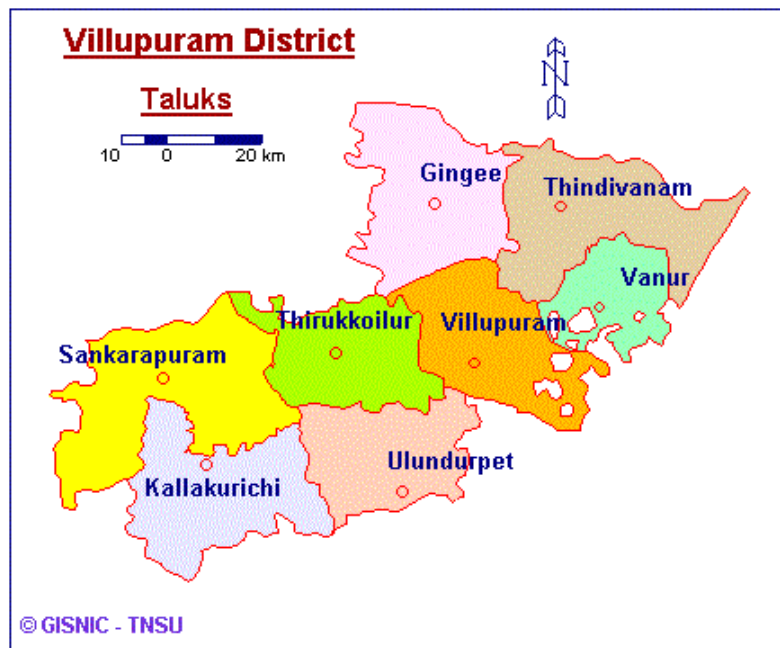 Villupuram District
Taluks
10 0 20 km
N
Gingee
Thindivanam
Vanur
Thirukkoilur
Villupuram
Sankarapuram
Ulundurpet
Kallakurichi
© GISNIC - TNSU